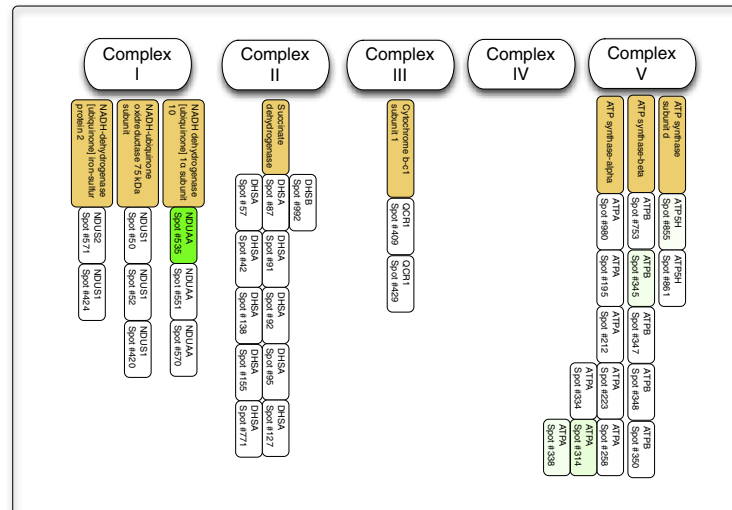 Complex
I
Complex
II
Complex
III
Complex
IV
Complex
V
NADH-dehydrogenase
[ubiquinone] iron-sulfur
protein 2
NDUS2
Spot #571
NDUS1
Spot #424
NADH-ubiquinone
oxidreductase 75 kDa
subunit
NDUS1
Spot #50
NDUS1
Spot #52
NDUS1
Spot #420
NADH dehydrogenase
[ubiquinone] 1α subunit
10
NDUAA
Spot #535
NDUAA
Spot #551
NDUAA
Spot #570
Succinate
dehydrogenase
DHSA
Spot #57
DHSA
Spot #42
DHSA
Spot #138
DHSA
Spot #155
DHSA
Spot #771
DHSA
Spot #87
DHSA
Spot #91
DHSA
Spot #92
DHSA
Spot #95
DHSA
Spot #127
DHSB
Spot #992
Cytochrome b-c1
subunit 1
QCR1
Spot #409
QCR1
Spot #429
ATP synthase-alpha
ATPA
Spot #980
ATPA
Spot #195
ATPA
Spot #212
ATPA
Spot #223
ATPA
Spot #258
ATPA
Spot #334
ATPA
Spot #314
ATPA
Spot #338
ATP synthase-beta
ATPB
Spot #753
ATPB
Spot #345
ATPB
Spot #347
ATPB
Spot #348
ATPB
Spot #350
ATP synthase
subunit d
ATP5H
Spot #855
ATP5H
Spot #861